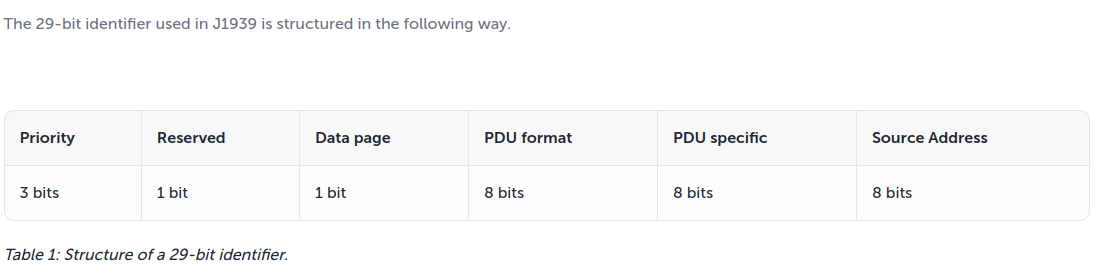 The 29-bit identifier used in J1939 is structured in the following way.
Priority Reserved Data page PDU format PDU specific Source Address
3 bits 1 bit 1 bit 8 bits 8 bits 8 bits
Table 1: Structure of a 29-bit identifier.